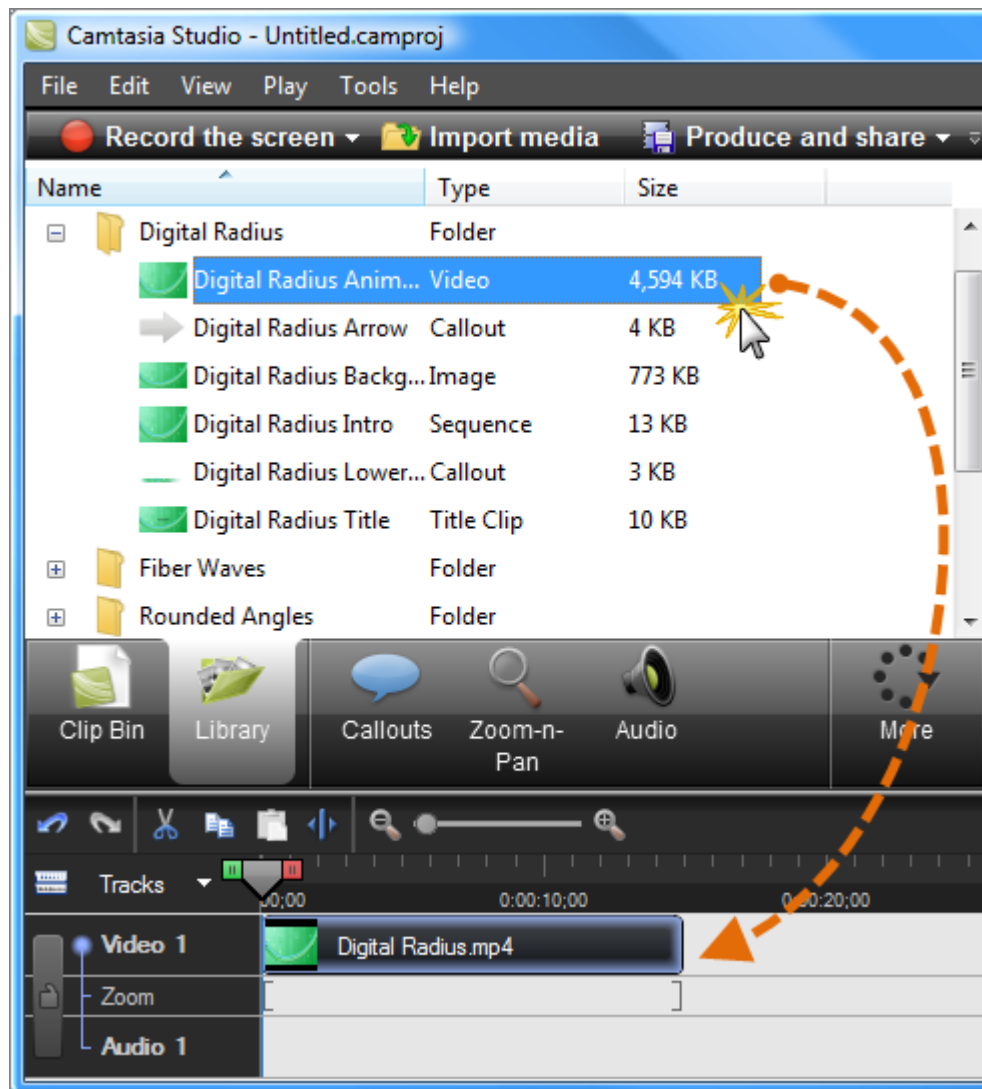 Camtasia Studio - Untitled.camproj
File Edit View Play Tools Help
Record the screen Import media Produce and share
Name Type Size
Digital Radius Folder
Digital Radius Anim... Video 4,594 KB
Digital Radius Arrow Callout 4 KB
Digital Radius Backg... Image 773 KB
Digital Radius Intro Sequence 13 KB
Digital Radius Lower... Callout 3 KB
Digital Radius Title Title Clip 10 KB
Fiber Waves Folder
Rounded Angles Folder
Clip Bin Library Callouts Zoom-n- Audio More
Pan
Tracks
0:00:10;00
Video 1 Digital Radius.mp4
Zoom
Audio 1